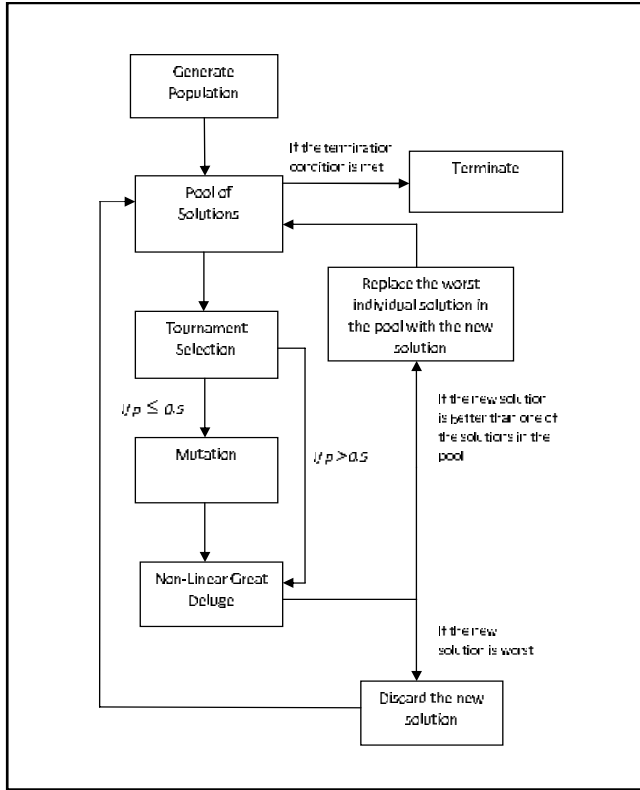 Generate
Population
If the termination
condition is met
Terminate
Pool of
Solutions
Replace the worst
individual solution in
the pool with the new
solution
Tournament
Selection
If the new solution
is better than one of
the solutions in the
pool
If p ≤ 0.5
If p > 0.5
Mutation
Non-Linear Great
Deluge
If the new
solution is worst
Discard the new
solution